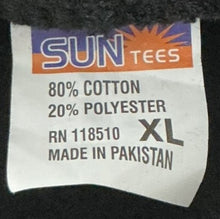 SUN TEES
80% COTTON
20% POLYESTER
RN 118510 XL
MADE IN PAKISTAN